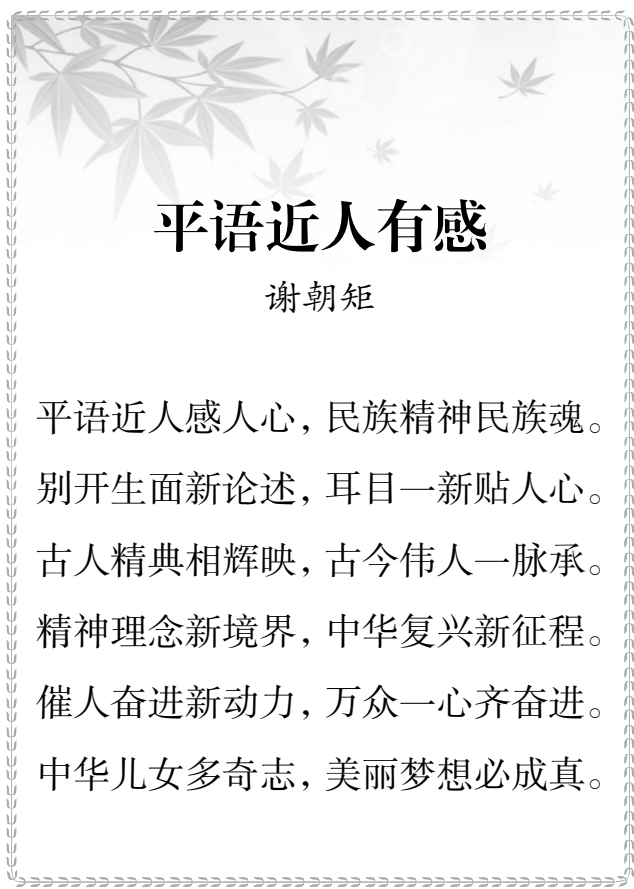 平语近人有感
谢朝矩
平语近人感人心，民族精神民族魂。
别开生面新论述，耳目一新贴人心。
古人精典相辉映，古今伟人一脉承。
精神理念新境界，中华复兴新征程。
催人奋进新动力，万众一心齐奋进。
中华儿女多奇志，美丽梦想必成真。